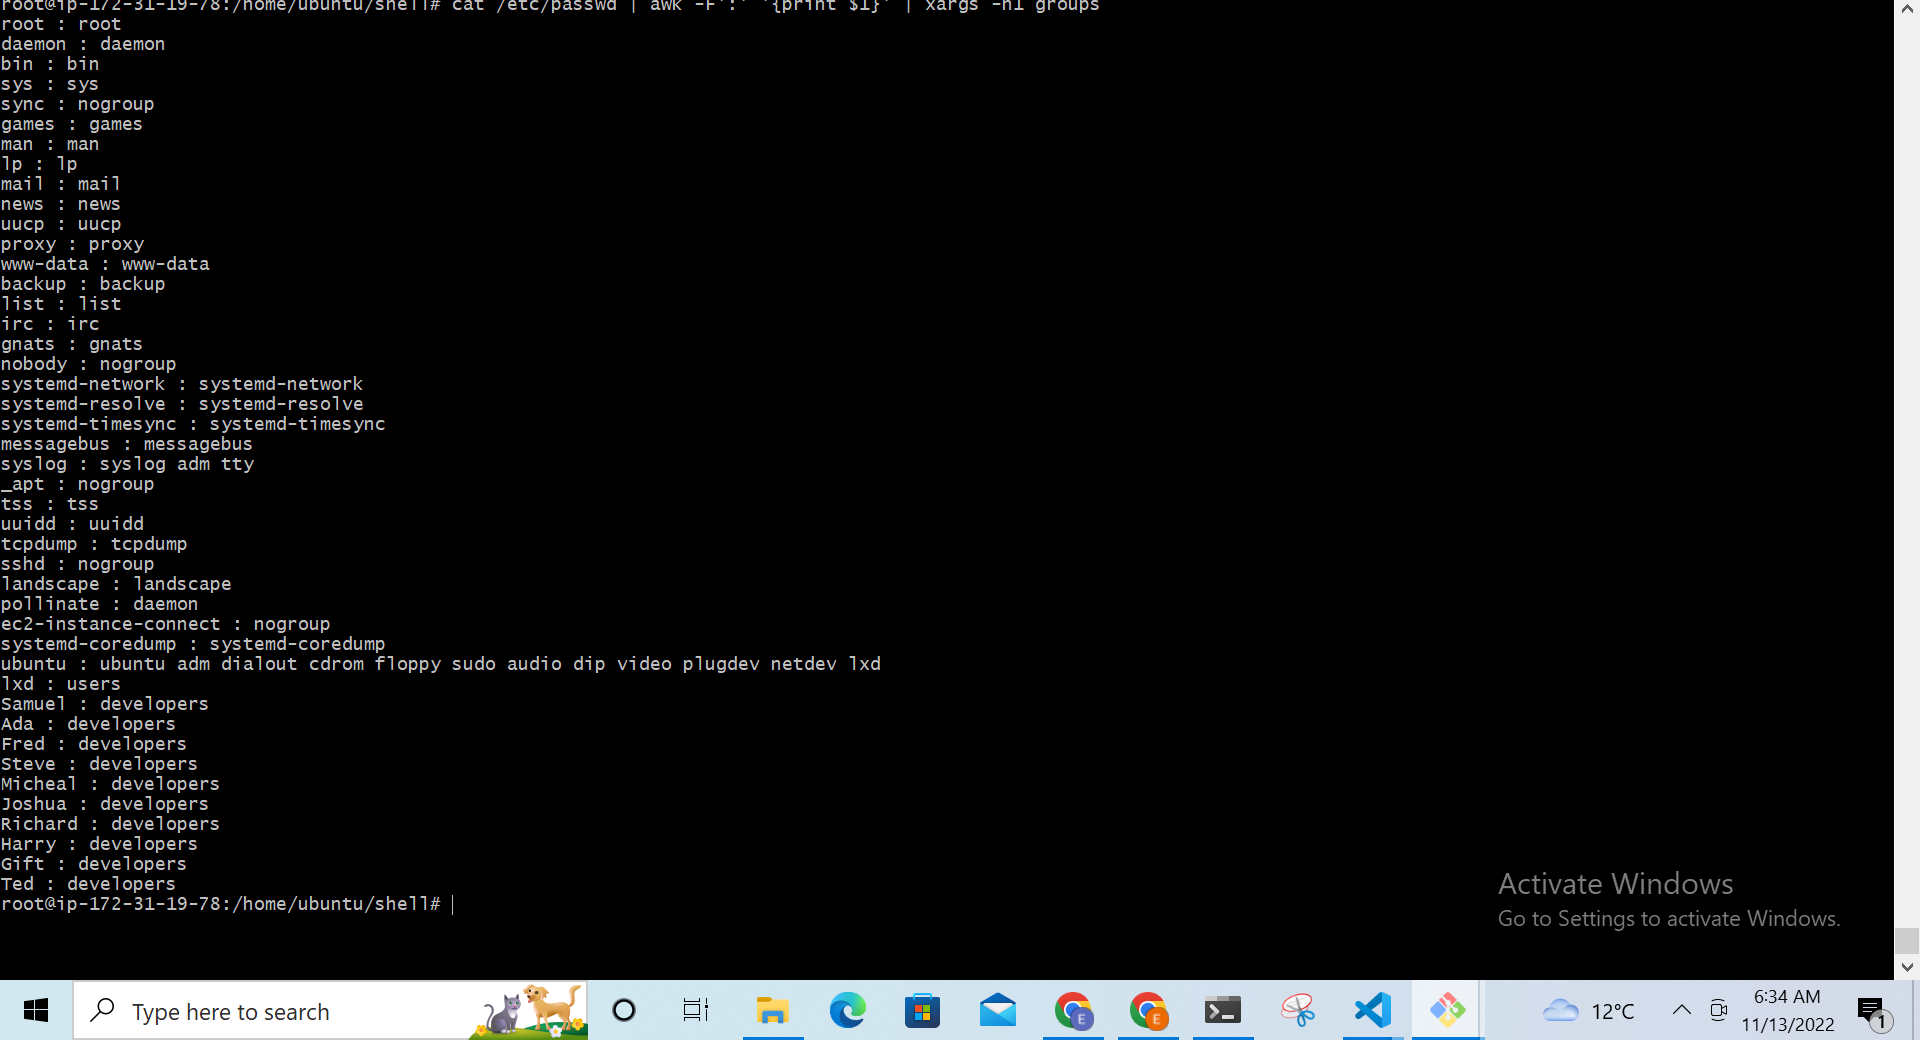 root@ip-172-31-19-78:/home/ubuntu/shell# cat /etc/passwd | awk -F':' '{print $1}' | xargs -n1 groups
root : root
daemon : daemon
bin : bin
sys : sys
sync : nogroup
games : games
man : man
lp : lp
mail : mail
news : news
uucp : uucp
proxy : proxy
www-data : www-data
backup : backup
list : list
irc : irc
gnats : gnats
nobody : nogroup
systemd-network : systemd-network
systemd-resolve : systemd-resolve
systemd-timesync : systemd-timesync
messagebus : messagebus
syslog : syslog adm tty
_apt : nogroup
tss : tss
uuidd : uuidd
tcpdump : tcpdump
sshd : nogroup
landscape : landscape
pollinate : daemon
ec2-instance-connect : nogroup
systemd-coredump : systemd-coredump
ubuntu : ubuntu adm dialout cdrom floppy sudo audio dip video plugdev netdev lxd
lxd : users
Samuel : developers
Ada : developers
Fred : developers
Steve : developers
Micheal : developers
Joshua : developers
Richard : developers
Harry : developers
Gift : developers
Ted : developers
root@ip-172-31-19-78:/home/ubuntu/shell#
Activate Windows
Go to Settings to activate Windows.
Type here to search
E
E
12°C
6:34 AM
11/13/2022
1